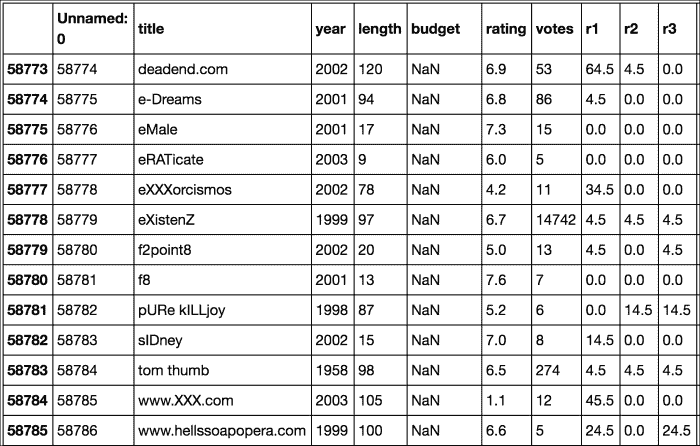 Unnamed: 0 title year length budget rating votes r1 r2 r3
58773 58774 deadend.com 2002 120 NaN 6.9 53 64.5 4.5 0.0
58774 58775 e-Dreams 2001 94 NaN 6.8 86 4.5 0.0 0.0
58775 58776 eMale 2001 17 NaN 7.3 15 0.0 0.0 0.0
58776 58777 eRATicate 2003 9 NaN 6.0 5 0.0 0.0 0.0
58777 58778 eXXXorcismos 2002 78 NaN 4.2 11 34.5 0.0 0.0
58778 58779 eXistenZ 1999 97 NaN 6.7 14742 4.5 4.5 4.5
58779 58780 f2point8 2002 20 NaN 5.0 13 4.5 0.0 4.5
58780 58781 f8 2001 13 NaN 7.6 7 0.0 0.0 0.0
58781 58782 pURe kILLjoy 1998 87 NaN 5.2 6 0.0 14.5 14.5
58782 58783 sIDney 2002 15 NaN 7.0 8 14.5 0.0 0.0
58783 58784 tom thumb 1958 98 NaN 6.5 274 4.5 4.5 4.5
58784 58785 www.XXX.com 2003 105 NaN 1.1 12 45.5 0.0 0.0
58785 58786 www.hellssoapopera.com 1999 100 NaN 6.6 5 24.5 0.0 24.5